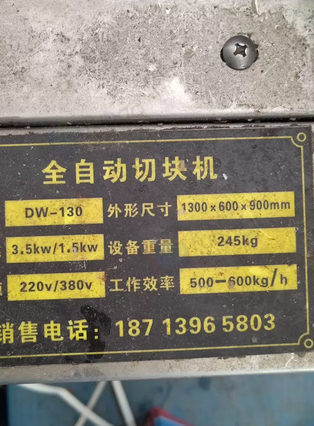 全自动切块机
DW-130 外形尺寸 1300×600×900mm
3.5kw/1.5kw 设备重量 245kg
220v/380v 工作效率 500-600kg/h
销售电话：187 1396 5803